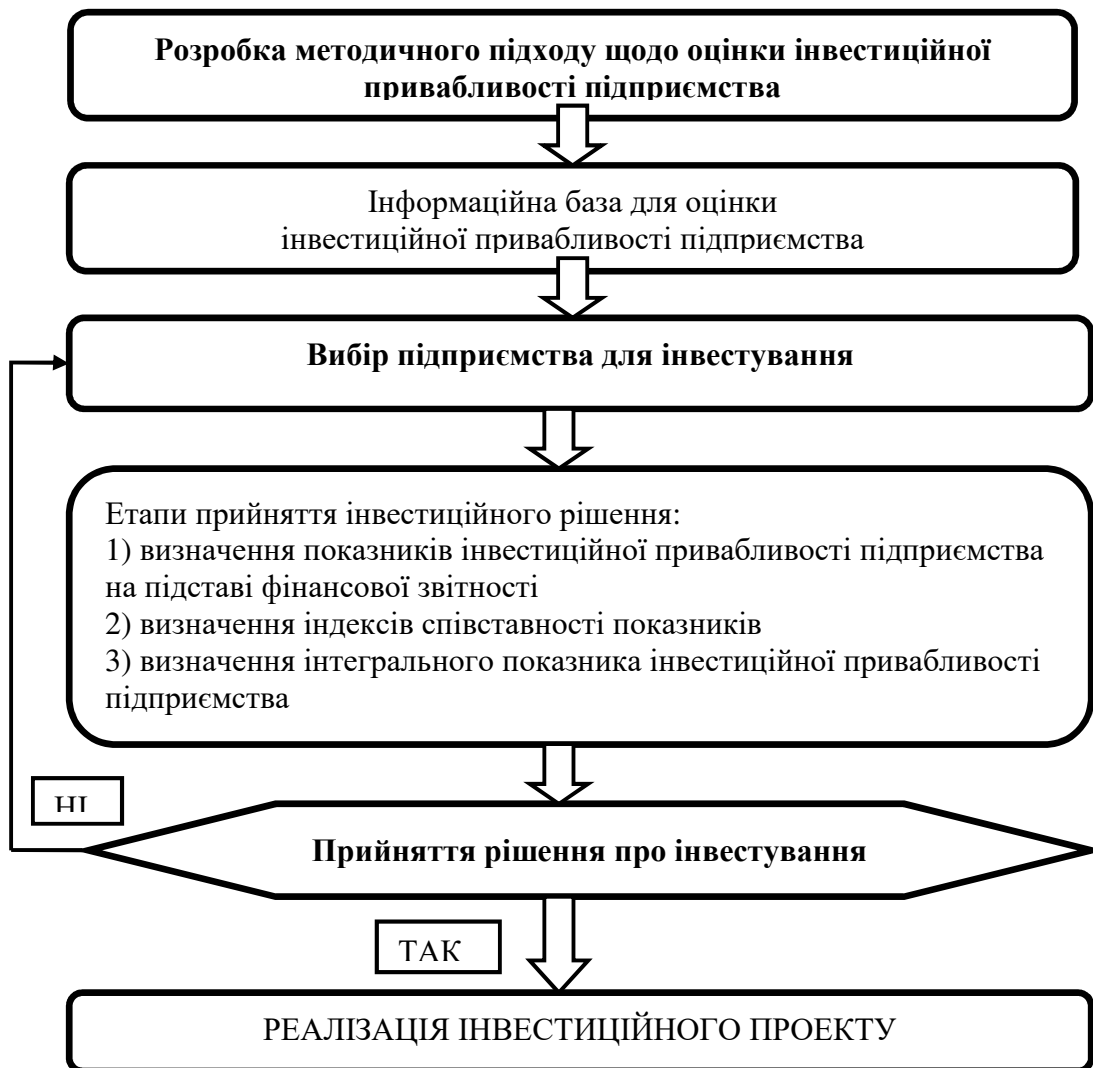 Розробка методичного підходу щодо оцінки інвестиційної
привабливості підприємства
Інформаційна база для оцінки
інвестиційної привабливості підприємства
Вибір підприємства для інвестування
Етапи прийняття інвестиційного рішення:
1) визначення показників інвестиційної привабливості підприємства
на підставі фінансової звітності
2) визначення індексів співставності показників
3) визначення інтегрального показника інвестиційної привабливості
підприємства
НІ
Прийняття рішення про інвестування
ТАК
РЕАЛІЗАЦІЯ ІНВЕСТИЦІЙНОГО ПРОЕКТУ